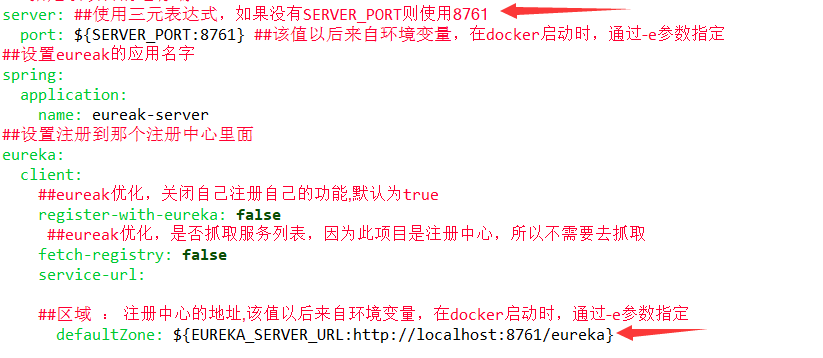 server: ##使用三元表达式，如果没有SERVER_PORT则使用8761
port: ${SERVER_PORT:8761} ##该值以后来自环境变量，在docker启动时，通过-e参数指定
##设置eureak的应用名字
spring:
application:
name: eureak-server
##设置注册到那个注册中心里面
eureka:
client:
##eureak优化，关闭自己注册自己的功能,默认为true
register-with-eureka: false
##eureak优化，是否抓取服务列表，因为此项目是注册中心，所以不需要去抓取
fetch-registry: false
service-url:
##区域 ： 注册中心的地址,该值以后来自环境变量，在docker启动时，通过-e参数指定
defaultZone: ${EUREKA_SERVER_URL:http://localhost:8761/eureka}